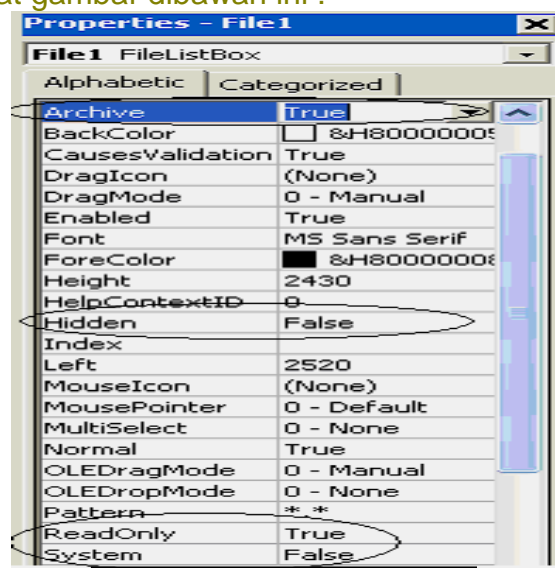 at gambar dibawah ini :
Properties - File1
File1 FileListBox
Alphabetic Categorized
Archive True
BackColor &H80000005
CausesValidation True
DragIcon (None)
DragMode 0 - Manual
Enabled True
Font MS Sans Serif
ForeColor &H80000008
Height 2430
HelpContextID 0
Hidden False
Index
Left 2520
MouseIcon (None)
MousePointer 0 - Default
MultiSelect 0 - None
Normal True
OLEDragMode 0 - Manual
OLEDropMode 0 - None
Pattern *.*
ReadOnly True
System False